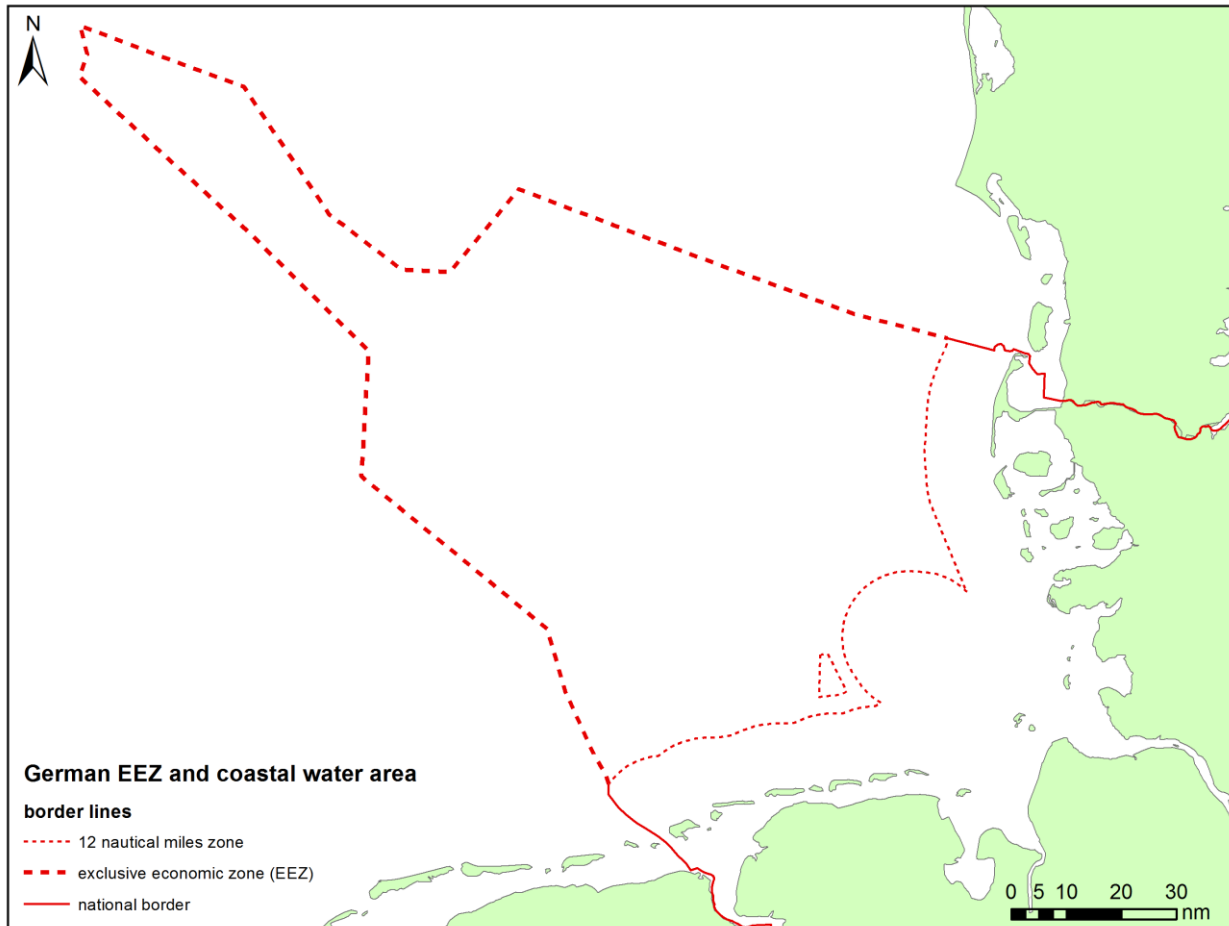 N
German EEZ and coastal water area
border lines
12 nautical miles zone
exclusive economic zone (EEZ)
national border
0 5 10 20 30
nm